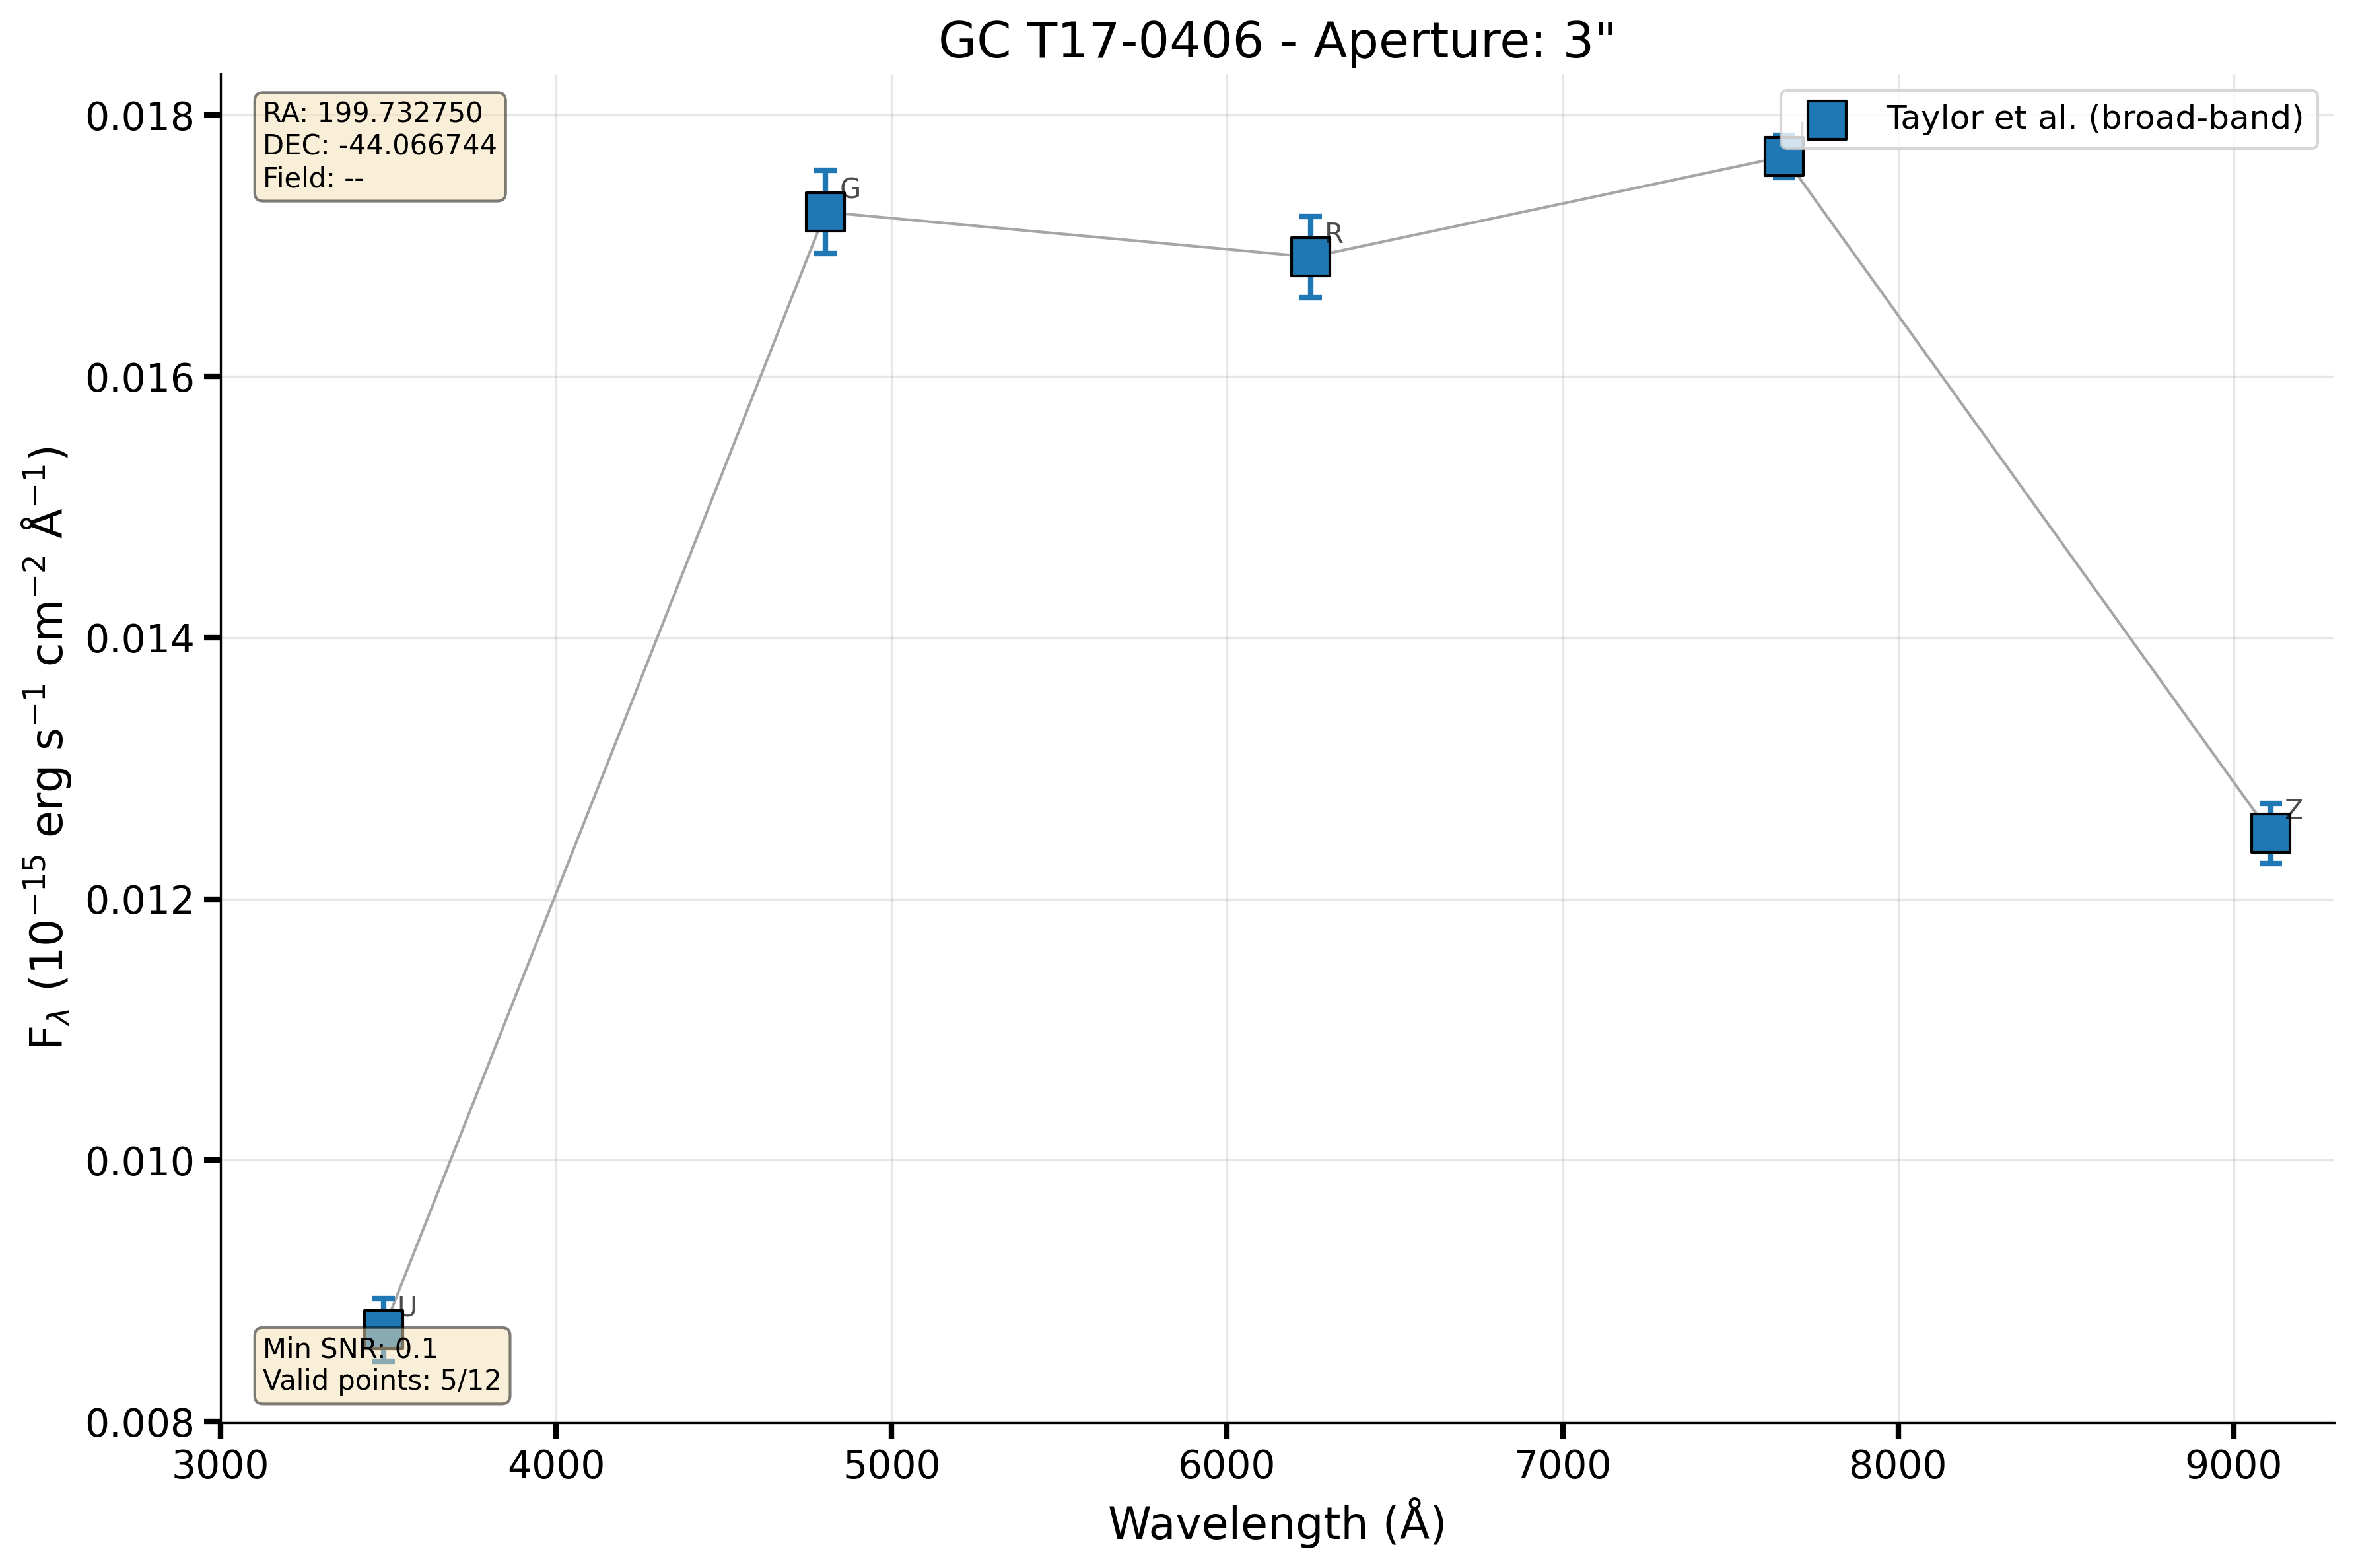 GC T17-0406 - Aperture: 3"
RA: 199.732750
DEC: -44.066744
Field: --
Taylor et al. (broad-band)
G
R
U
Z
Min SNR: 0.1
Valid points: 5/12
0.018
0.016
0.014
0.012
0.010
0.008
F_λ (10⁻¹⁵ erg s⁻¹ cm⁻² Å⁻¹)
3000 4000 5000 6000 7000 8000 9000
Wavelength (Å)